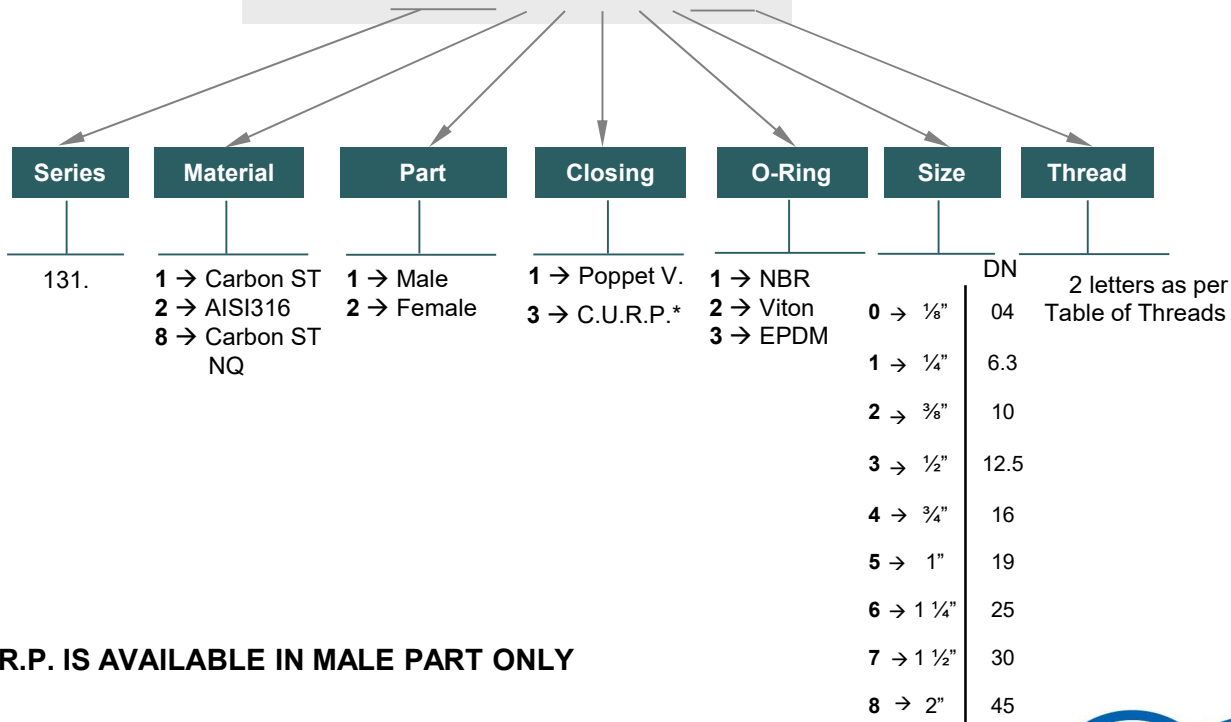 Series Material Part Closing O-Ring Size Thread
131.
1 → Carbon ST
2 → AISI316
8 → Carbon ST
NQ
1 → Male
2 → Female
1 → Poppet V.
3 → C.U.R.P.*
1 → NBR
2 → Viton
3 → EPDM
DN
0 → ⅛” 04
1 → ¼” 6.3
2 → ⅜” 10
3 → ½” 12.5
4 → ¾” 16
5 → 1” 19
6 → 1 ¼” 25
7 → 1 ½” 30
8 → 2” 45
2 letters as per
Table of Threads
R.P. IS AVAILABLE IN MALE PART ONLY